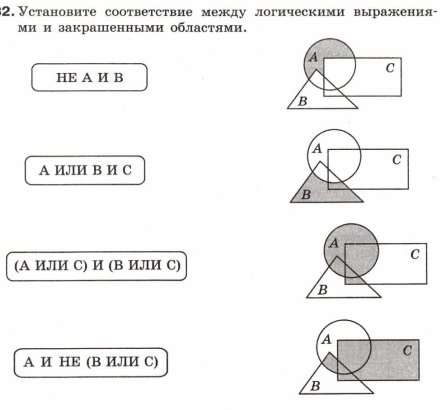 32. Установите соответствие между логическими выражения-
ми и закрашенными областями.
НЕ А И В
A
C
B
А ИЛИ В И С
A
C
B
(А ИЛИ С) И (В ИЛИ С)
A
C
B
А И НЕ (В ИЛИ С)
A
C
B